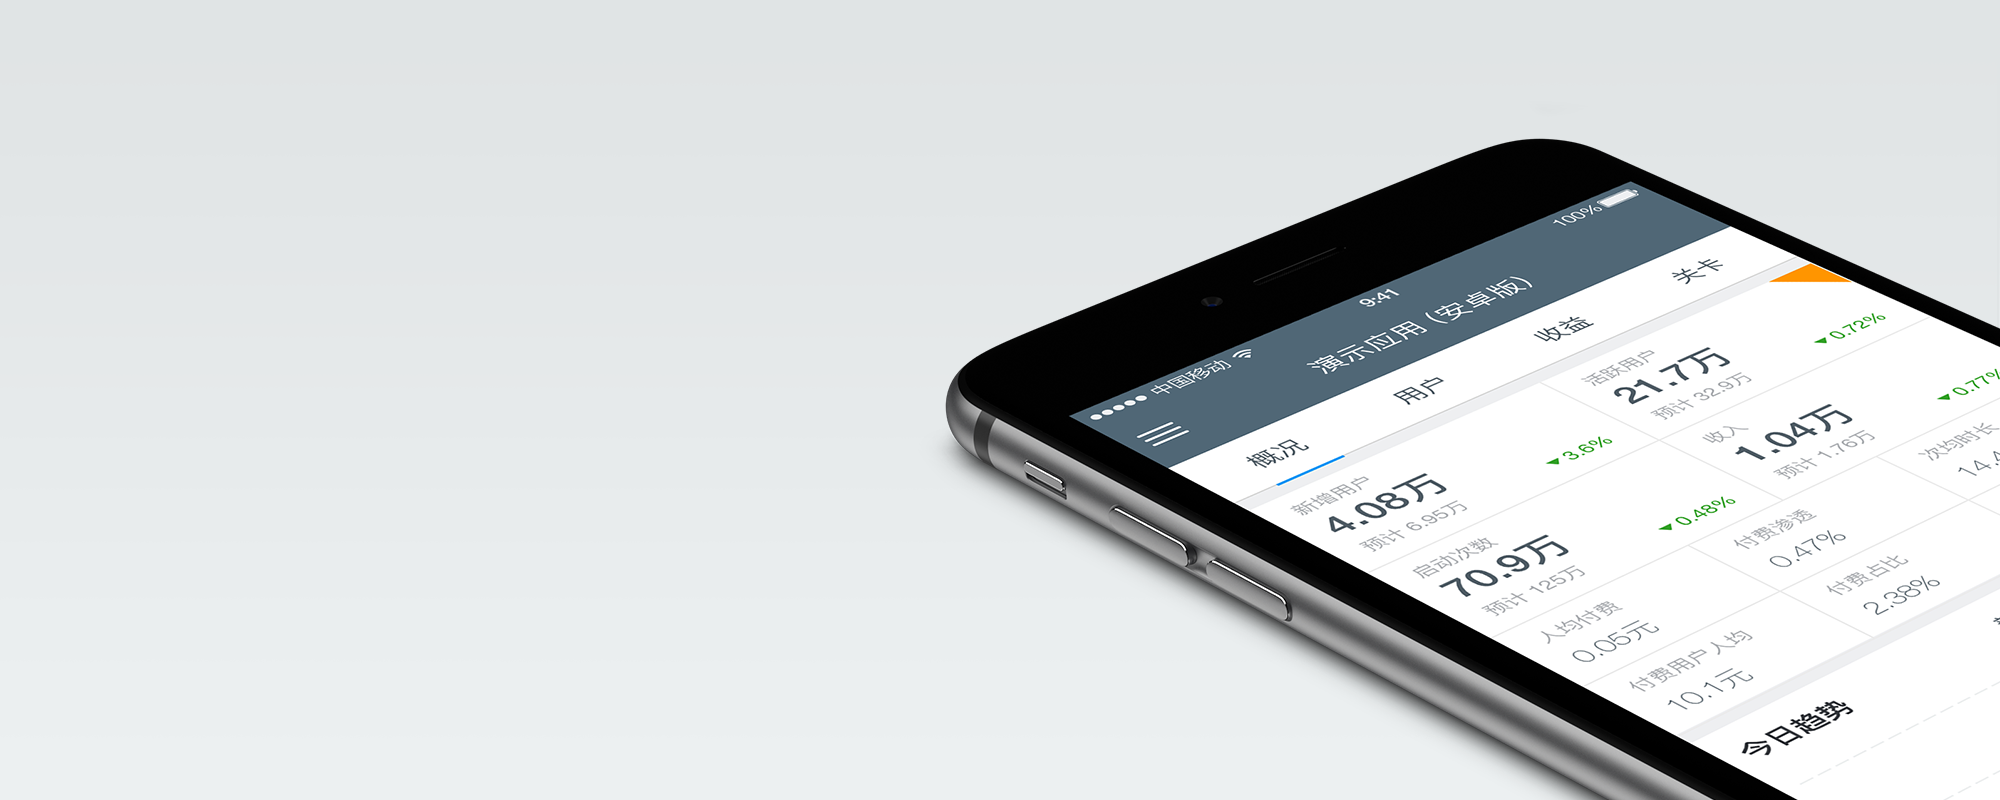 中国移动 9:41 100%
演示应用 (安卓版)
概况 用户 收益 关卡
新增用户
4.08万
3.6%
预计 6.95万
活跃用户
21.7万
0.72%
预计 32.9万
启动次数
70.9万
0.48%
预计 125万
收入
1.04万
0.77%
预计 1.76万
人均付费
0.05元
付费渗透
0.47%
次均时长
付费用户人均
10.1元
付费占比
2.38%
今日趋势